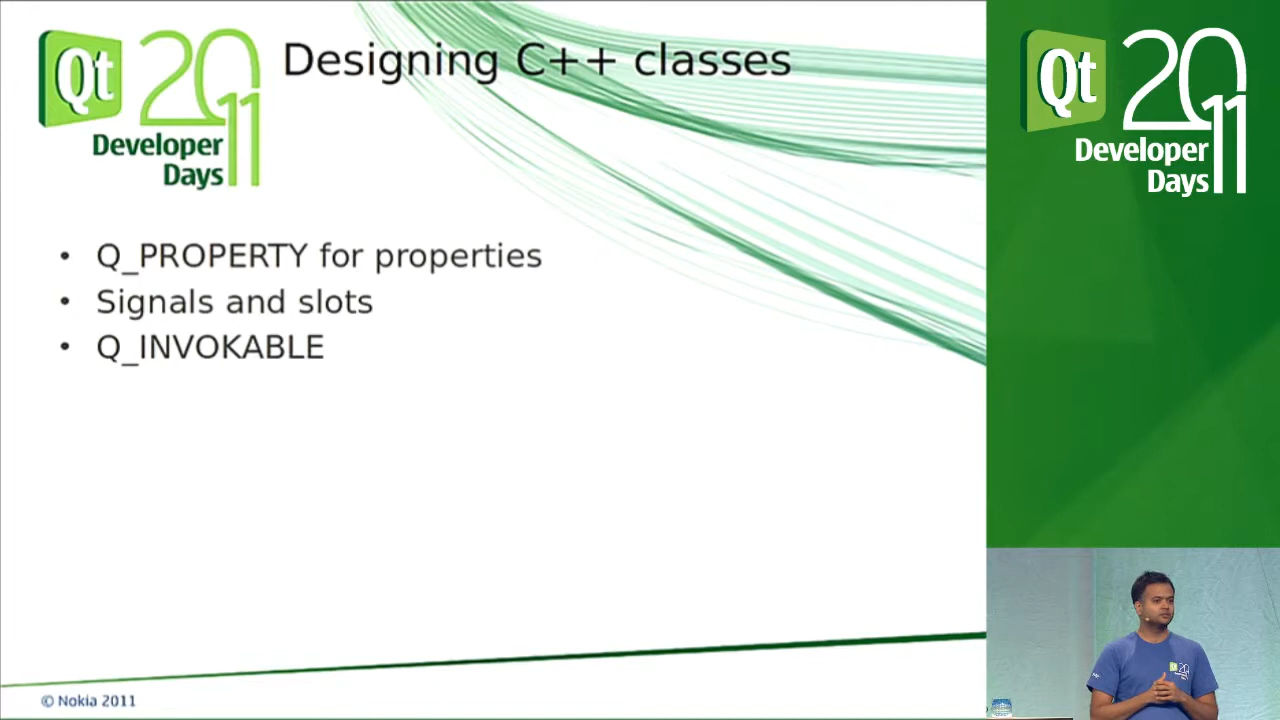 Qt 2011
Developer
Days
Designing C++ classes
• Q_PROPERTY for properties
• Signals and slots
• Q_INVOKABLE
© Nokia 2011
Qt 2011
Developer
Days